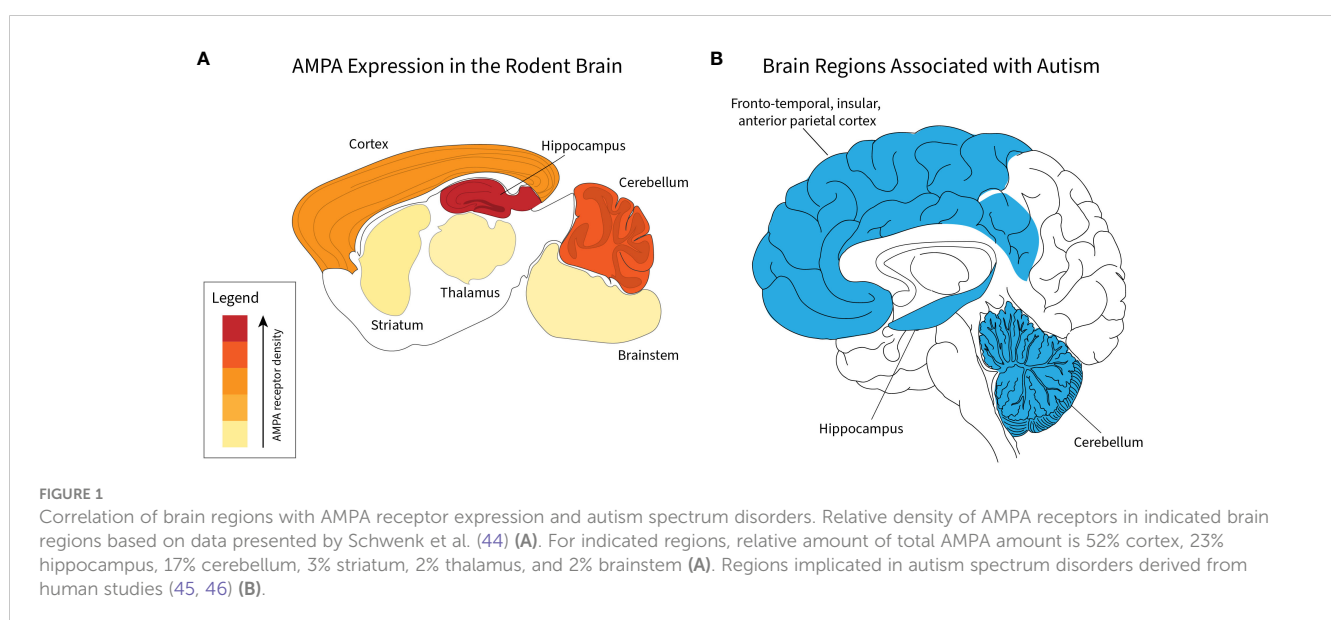 A
AMPA Expression in the Rodent Brain
Cortex
Hippocampus
Cerebellum
Thalamus
Striatum
Brainstem
Legend
AMPA receptor density
B
Brain Regions Associated with Autism
Fronto-temporal, insular,
anterior parietal cortex
Hippocampus
Cerebellum
FIGURE 1
Correlation of brain regions with AMPA receptor expression and autism spectrum disorders. Relative density of AMPA receptors in indicated brain
regions based on data presented by Schwenk et al. (44) (A). For indicated regions, relative amount of total AMPA amount is 52% cortex, 23%
hippocampus, 17% cerebellum, 3% striatum, 2% thalamus, and 2% brainstem (A). Regions implicated in autism spectrum disorders derived from
human studies (45, 46) (B).